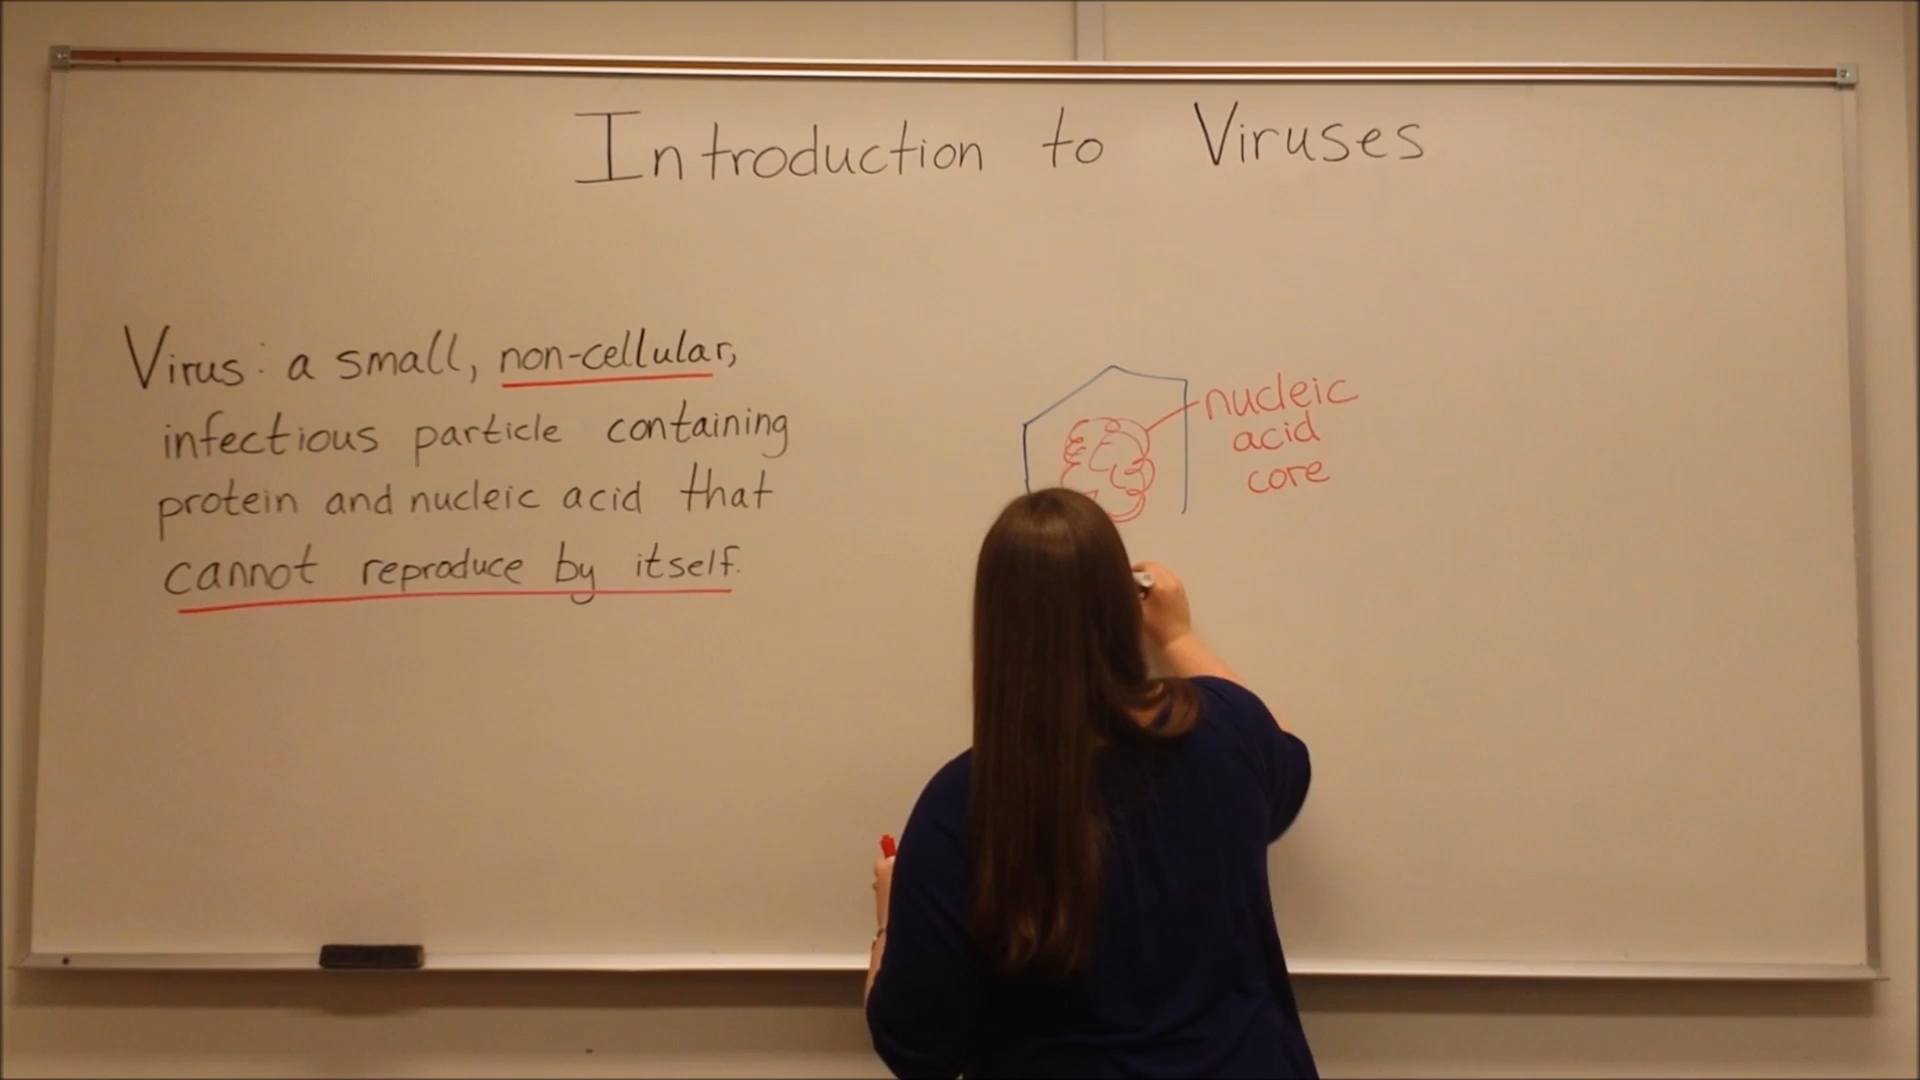 Introduction to Viruses
Virus: a small, non-cellular,
infectious particle containing
protein and nucleic acid that
cannot reproduce by itself.
nucleic
acid
core